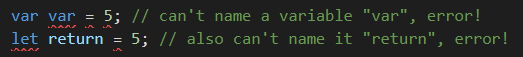 var var = 5; // can't name a variable "var", error!
let return = 5; // also can't name it "return", error!